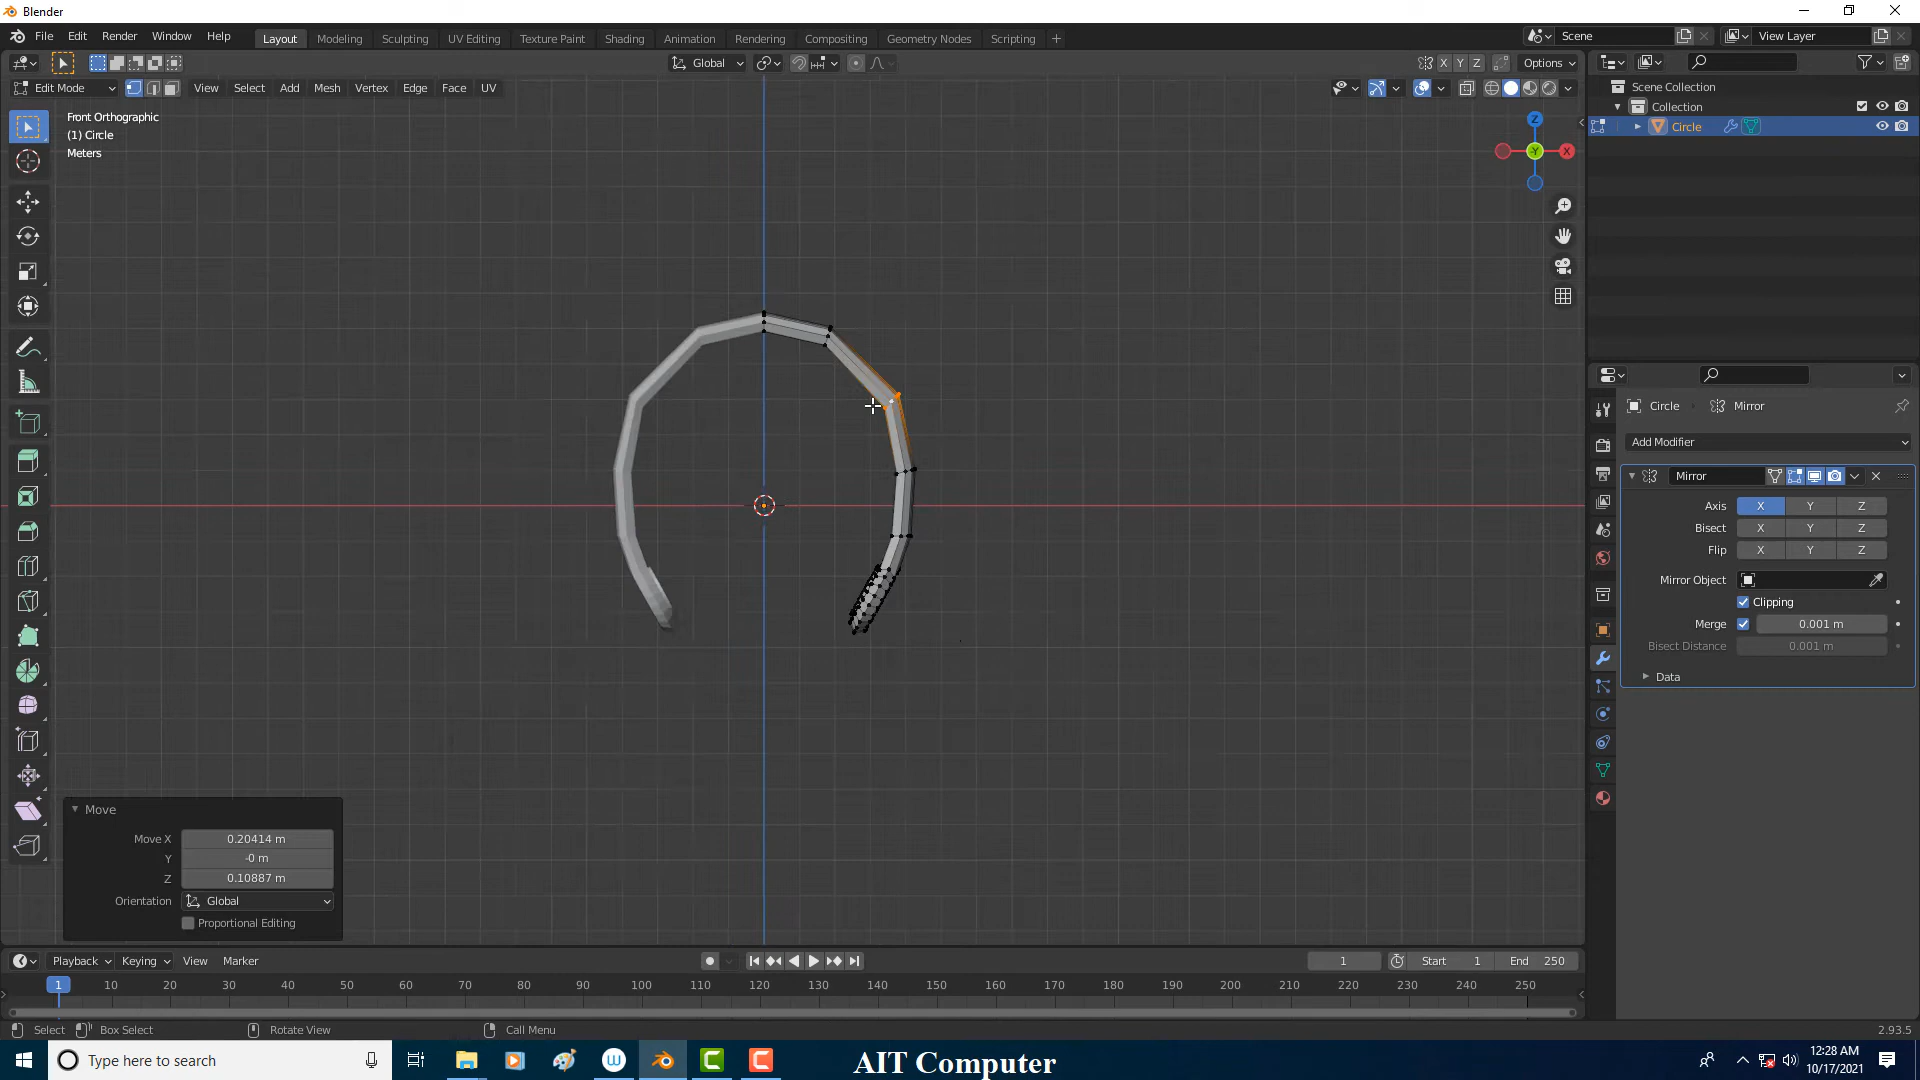 Blender
File Edit Render Window Help
Layout Modeling Sculpting UV Editing Texture Paint Shading Animation Rendering Compositing Geometry Nodes Scripting +
Scene
View Layer
Global
X Y Z
Options
Edit Mode
View Select Add Mesh Vertex Edge Face UV
Front Orthographic
(1) Circle
Meters
Z
-Y
X
Scene Collection
Collection
Circle
Circle Mirror
Add Modifier
Mirror
Axis X Y Z
Bisect X Y Z
Flip X Y Z
Mirror Object
Clipping
Merge 0.001 m
Bisect Distance 0.001 m
Data
Move
Move X 0.20414 m
Y -0 m
Z 0.10887 m
Orientation Global
Proportional Editing
Playback Keying View Marker
1
Start 1
End 250
1 10 20 30 40 50 60 70 80 90 100 110 120 130 140 150 160 170 180 190 200 210 220 230 240 250
Select Box Select Rotate View Call Menu
2.93.5
Type here to search
AIT Computer
12:28 AM
10/17/2021